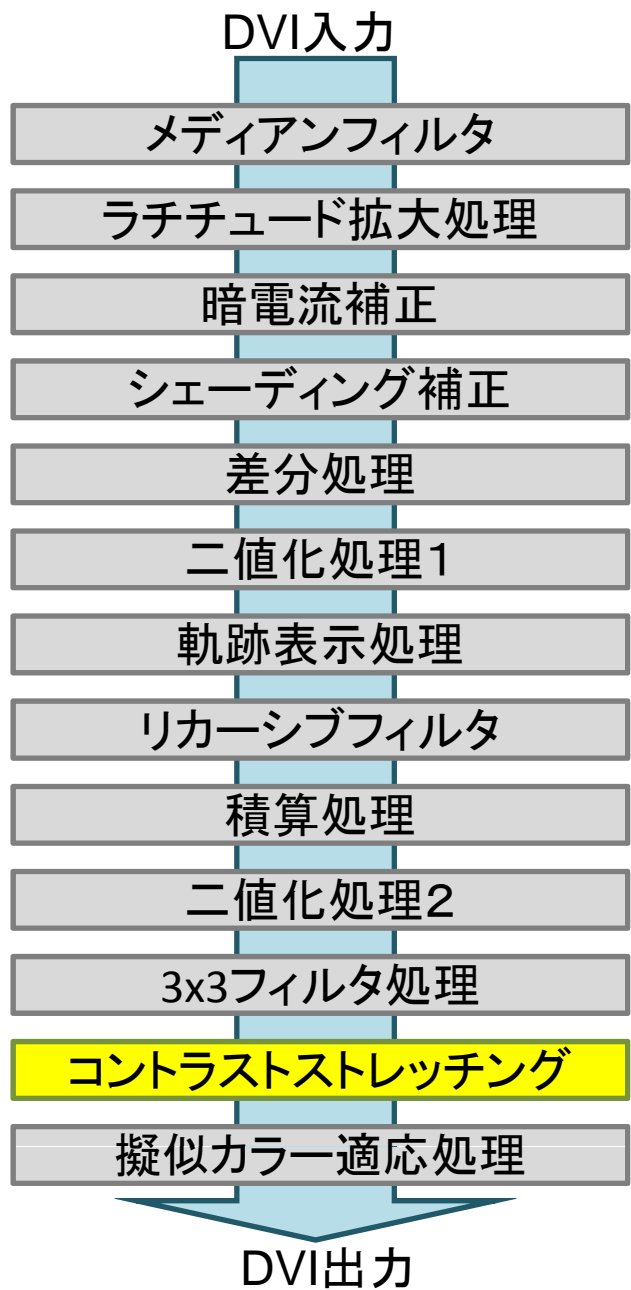 DVI入力
メディアンフィルタ
ラチチュード拡大処理
暗電流補正
シェーディング補正
差分処理
二値化処理１
軌跡表示処理
リカーシブフィルタ
積算処理
二値化処理２
3x3フィルタ処理
コントラストストレッチング
擬似カラー適応処理
DVI出力